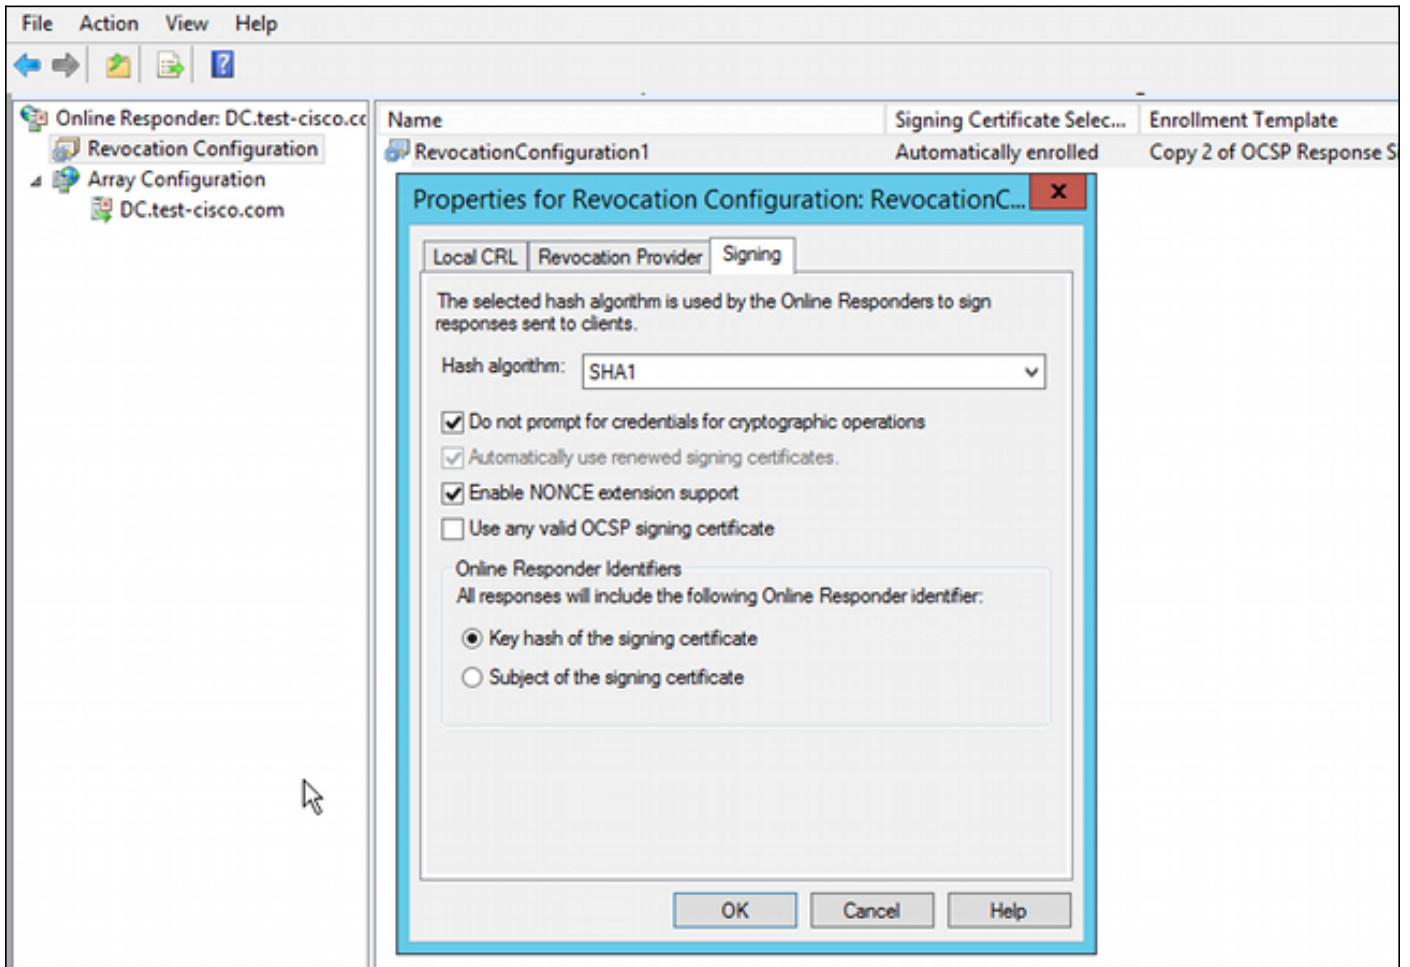 File Action View Help
Online Responder: DC.test-cisco.cc
Revocation Configuration
Array Configuration
DC.test-cisco.com
Name Signing Certificate Selec... Enrollment Template
RevocationConfiguration1 Automatically enrolled Copy 2 of OCSP Response S
Properties for Revocation Configuration: RevocationC... x
Local CRL Revocation Provider Signing
The selected hash algorithm is used by the Online Responders to sign
responses sent to clients.
Hash algorithm: SHA1
Do not prompt for credentials for cryptographic operations
Automatically use renewed signing certificates.
Enable NONCE extension support
Use any valid OCSP signing certificate
Online Responder Identifiers
All responses will include the following Online Responder identifier:
Key hash of the signing certificate
Subject of the signing certificate
OK Cancel Help